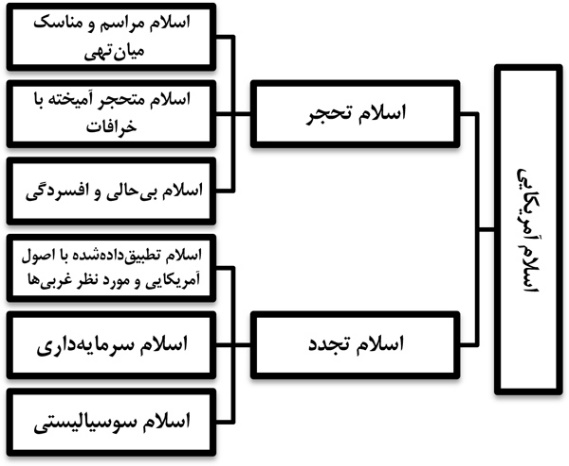 اسلام آمریکایی
اسلام تحجر
اسلام مراسم و مناسک
میان‌تهی
اسلام متحجر آمیخته با
خرافات
اسلام بی‌حالی و افسردگی
اسلام تجدد
اسلام تطبیق‌داده‌شده با اصول
آمریکایی و مورد نظر غربی‌ها
اسلام سرمایه‌داری
اسلام سوسیالیستی